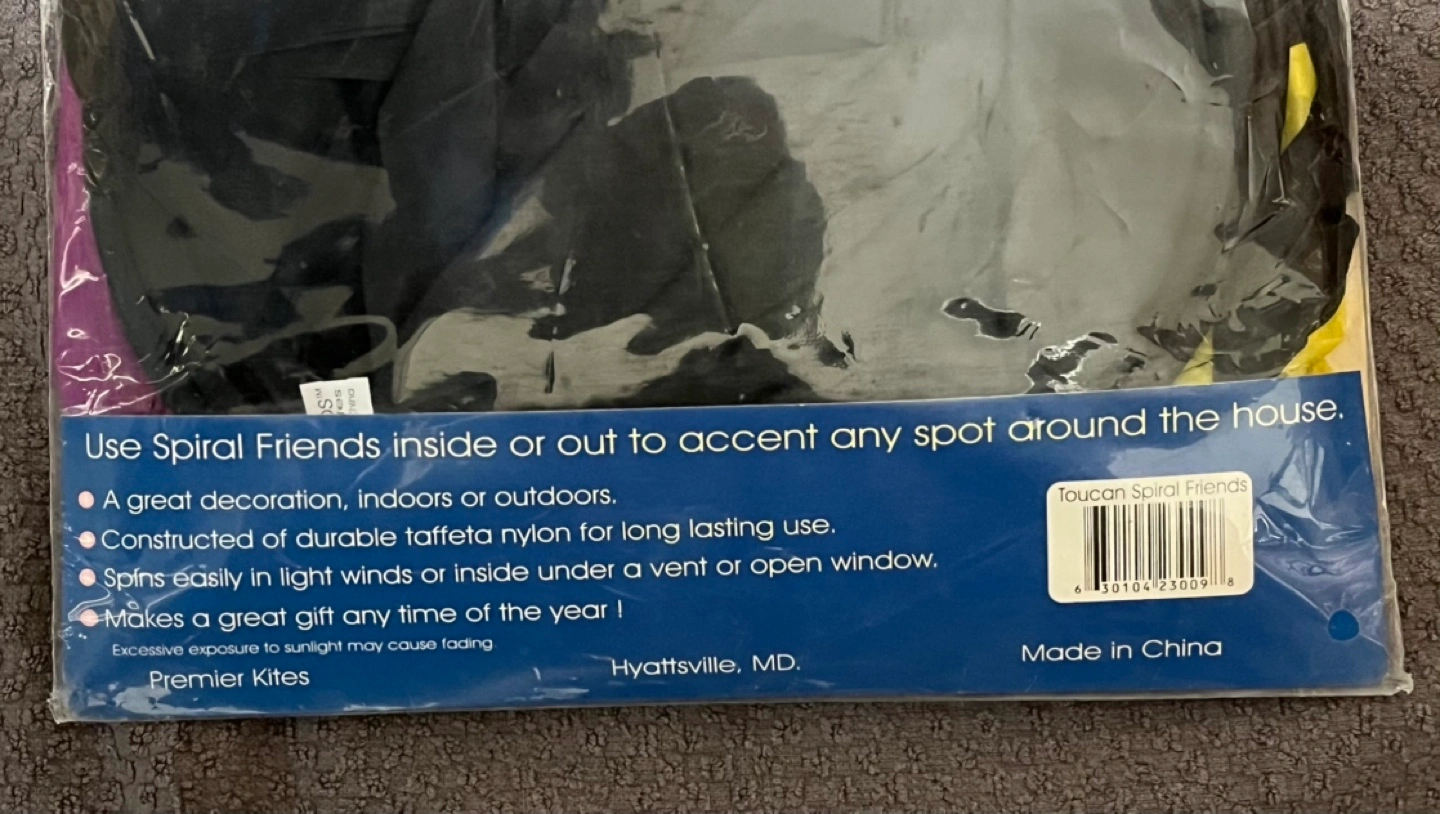 Use Spiral Friends inside or out to accent any spot around the house.
A great decoration, indoors or outdoors.
Constructed of durable taffeta nylon for long lasting use.
Spins easily in light winds or inside under a vent or open window.
Makes a great gift any time of the year !
Excessive exposure to sunlight may cause fading
Premier Kites
Hyattsville, MD.
Made in China
Toucan Spiral Friends
6 30104 23009 8